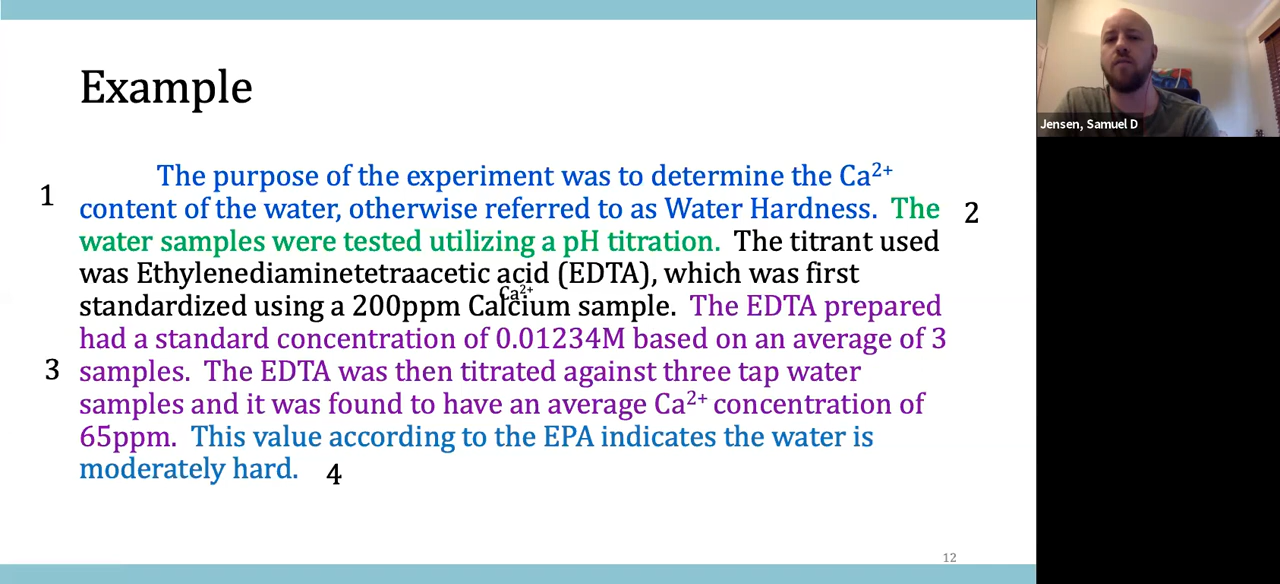 Example
Jensen, Samuel D
The purpose of the experiment was to determine the Ca²⁺
1
content of the water, otherwise referred to as Water Hardness. The
2
water samples were tested utilizing a pH titration. The titrant used
was Ethylenediaminetetraacetic acid (EDTA), which was first
Ca²⁺
standardized using a 200ppm Calcium sample. The EDTA prepared
had a standard concentration of 0.01234M based on an average of 3
3
samples. The EDTA was then titrated against three tap water
samples and it was found to have an average Ca²⁺ concentration of
65ppm. This value according to the EPA indicates the water is
moderately hard.
4
12